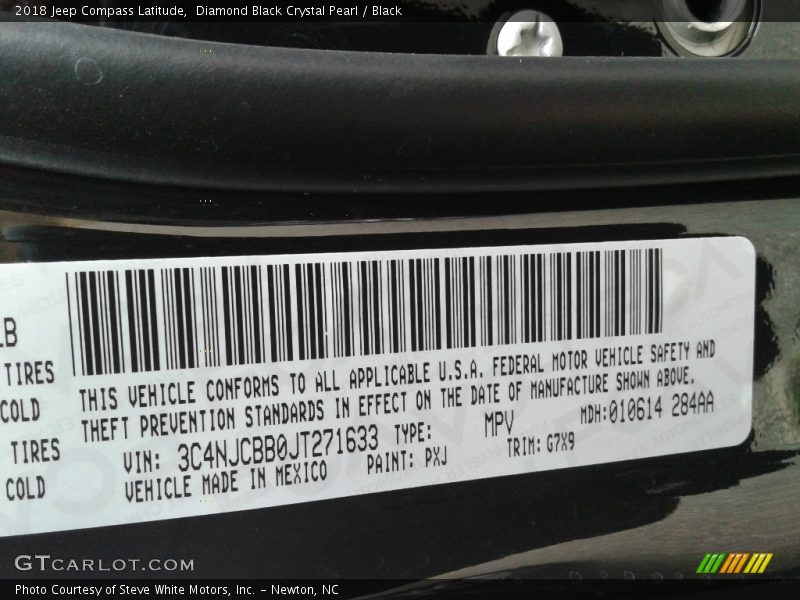 2018 Jeep Compass Latitude, Diamond Black Crystal Pearl / Black
LB
TIRES
COLD
TIRES
COLD
THIS VEHICLE CONFORMS TO ALL APPLICABLE U.S.A. FEDERAL MOTOR VEHICLE SAFETY AND
THEFT PREVENTION STANDARDS IN EFFECT ON THE DATE OF MANUFACTURE SHOWN ABOVE.
VIN: 3C4NJCBB0JT271633 TYPE: MPV MDH:010614 284AA
VEHICLE MADE IN MEXICO PAINT: PXJ TRIM: G7X9
GTCARLOT.COM
Photo Courtesy of Steve White Motors, Inc. – Newton, NC